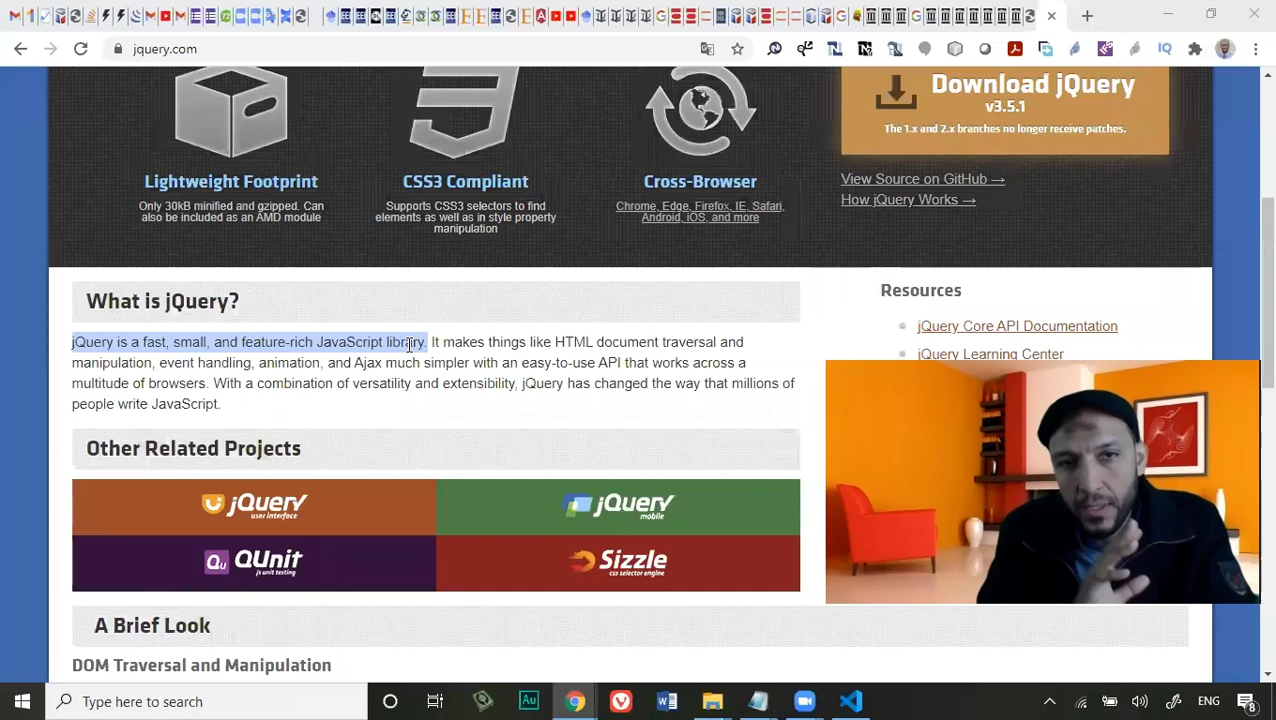 jquery.com
IQ
Download jQuery
v3.5.1
The 1.x and 2.x branches no longer receive patches.
Lightweight Footprint
Only 30kB minified and gzipped. Can
also be included as an AMD module
CSS3 Compliant
Supports CSS3 selectors to find
elements as well as in style property
manipulation
Cross-Browser
Chrome, Edge, Firefox, IE, Safari,
Android, iOS, and more
View Source on GitHub →
How jQuery Works →
What is jQuery?
jQuery is a fast, small, and feature-rich JavaScript library. It makes things like HTML document traversal and
manipulation, event handling, animation, and Ajax much simpler with an easy-to-use API that works across a
multitude of browsers. With a combination of versatility and extensibility, jQuery has changed the way that millions of
people write JavaScript.
Resources
jQuery Core API Documentation
jQuery Learning Center
Other Related Projects
jQuery
user interface
jQuery
mobile
Qu QUnit
js unit testing
Sizzle
css selector engine
A Brief Look
DOM Traversal and Manipulation
Type here to search
Au
ENG
8